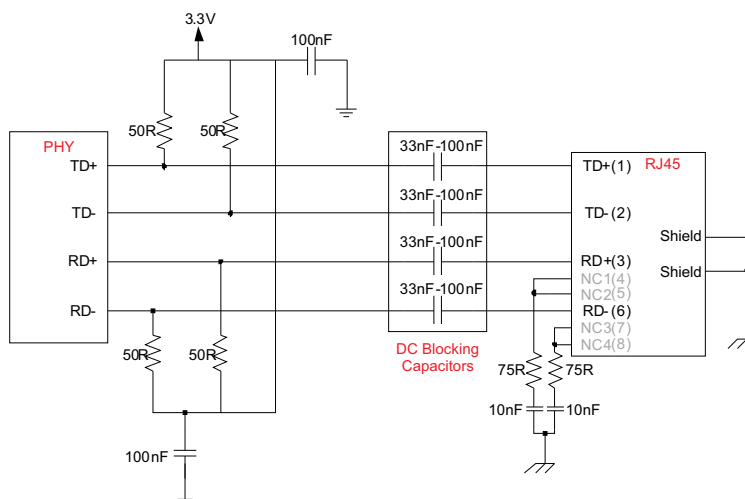 3.3V
100nF
50R
50R
PHY
TD+
TD-
RD+
RD-
33nF-100nF
33nF-100nF
33nF-100nF
33nF-100nF
DC Blocking
Capacitors
RJ45
TD+(1)
TD-(2)
RD+(3)
NC1(4)
NC2(5)
RD-(6)
NC3(7)
NC4(8)
Shield
Shield
50R
50R
75R
75R
10nF
10nF
100nF